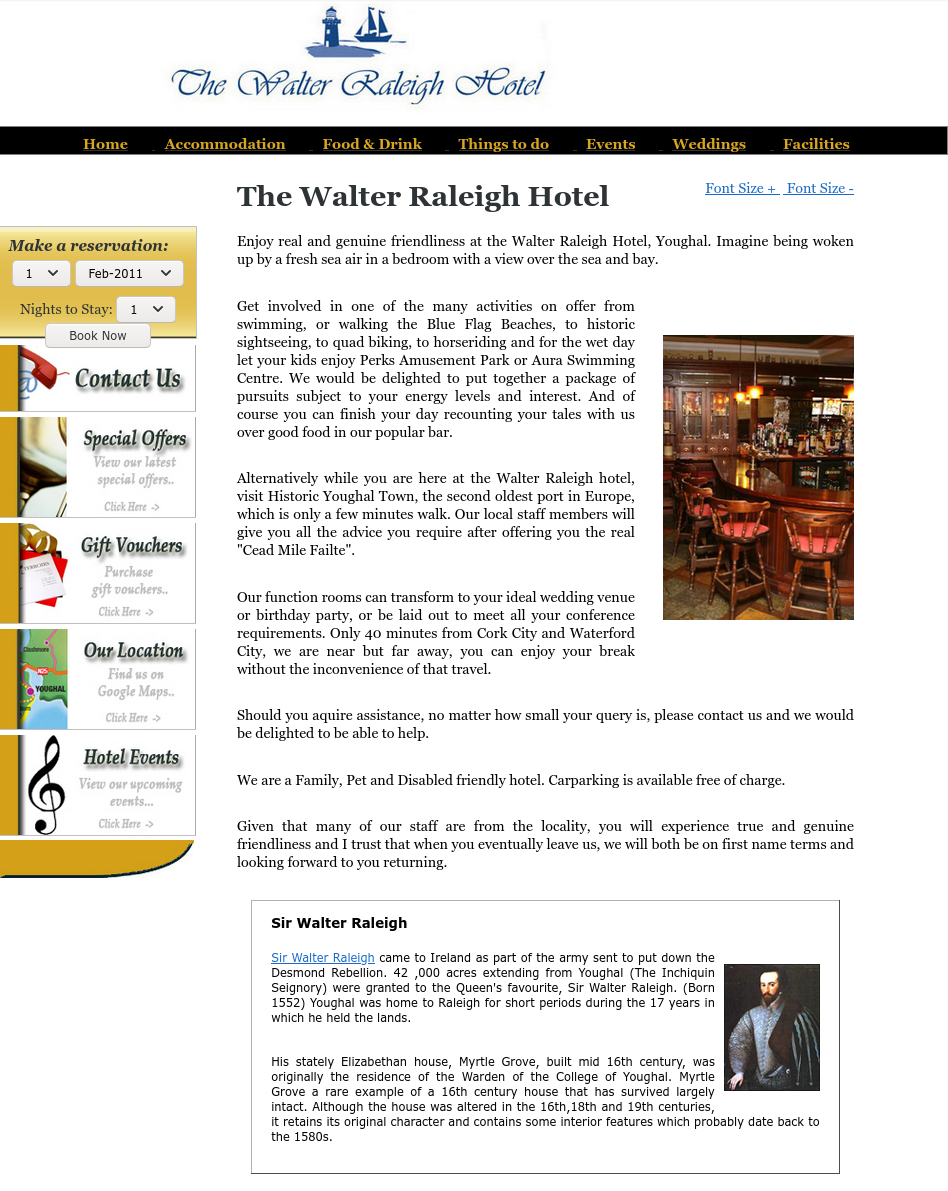 The Walter Raleigh Hotel
Home
Accommodation
Food & Drink
Things to do
Events
Weddings
Facilities
The Walter Raleigh Hotel
Font Size + Font Size -
Make a reservation:
1 Feb-2011
Nights to Stay: 1
Book Now
Contact Us
Special Offers
View our latest
special offers..
Click Here ->
Gift Vouchers
Purchase
gift vouchers..
Click Here ->
Our Location
Find us on
Google Maps..
Click Here ->
YOUGHAL
Hotel Events
View our upcoming
events...
Click Here ->
Enjoy real and genuine friendliness at the Walter Raleigh Hotel, Youghal. Imagine being woken
up by a fresh sea air in a bedroom with a view over the sea and bay.
Get involved in one of the many activities on offer from
swimming, or walking the Blue Flag Beaches, to historic
sightseeing, to quad biking, to horseriding and for the wet day
let your kids enjoy Perks Amusement Park or Aura Swimming
Centre. We would be delighted to put together a package of
pursuits subject to your energy levels and interest. And of
course you can finish your day recounting your tales with us
over good food in our popular bar.
Alternatively while you are here at the Walter Raleigh hotel,
visit Historic Youghal Town, the second oldest port in Europe,
which is only a few minutes walk. Our local staff members will
give you all the advice you require after offering you the real
"Cead Mile Failte".
Our function rooms can transform to your ideal wedding venue
or birthday party, or be laid out to meet all your conference
requirements. Only 40 minutes from Cork City and Waterford
City, we are near but far away, you can enjoy your break
without the inconvenience of that travel.
Should you aquire assistance, no matter how small your query is, please contact us and we would
be delighted to be able to help.
We are a Family, Pet and Disabled friendly hotel. Carparking is available free of charge.
Given that many of our staff are from the locality, you will experience true and genuine
friendliness and I trust that when you eventually leave us, we will both be on first name terms and
looking forward to you returning.
Sir Walter Raleigh
Sir Walter Raleigh came to Ireland as part of the army sent to put down the
Desmond Rebellion. 42 ,000 acres extending from Youghal (The Inchiquin
Seignory) were granted to the Queen's favourite, Sir Walter Raleigh. (Born
1552) Youghal was home to Raleigh for short periods during the 17 years in
which he held the lands.
His stately Elizabethan house, Myrtle Grove, built mid 16th century, was
originally the residence of the Warden of the College of Youghal. Myrtle
Grove a rare example of a 16th century house that has survived largely
intact. Although the house was altered in the 16th,18th and 19th centuries,
it retains its original character and contains some interior features which probably date back to
the 1580s.